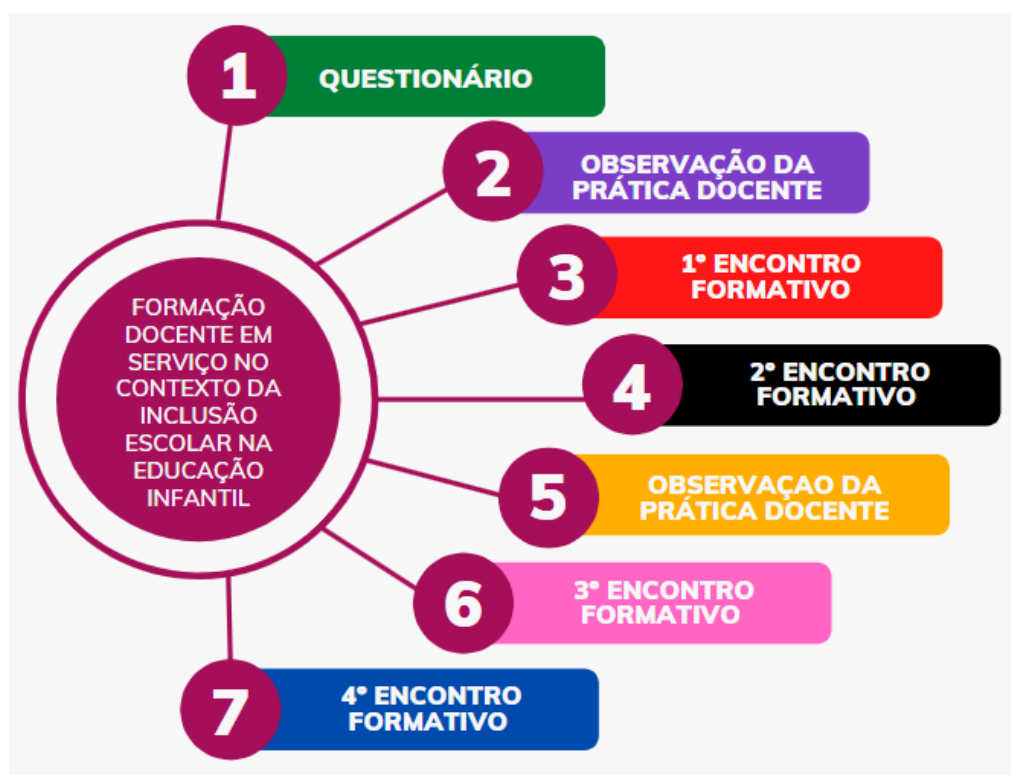 1
QUESTIONÁRIO
2
OBSERVAÇÃO DA
PRÁTICA DOCENTE
3
1º ENCONTRO
FORMATIVO
FORMAÇÃO
DOCENTE EM
SERVIÇO NO
CONTEXTO DA
INCLUSÃO
ESCOLAR NA
EDUCAÇÃO
INFANTIL
4
2º ENCONTRO
FORMATIVO
5
OBSERVAÇAO DA
PRÁTICA DOCENTE
6
3º ENCONTRO
FORMATIVO
7
4º ENCONTRO
FORMATIVO